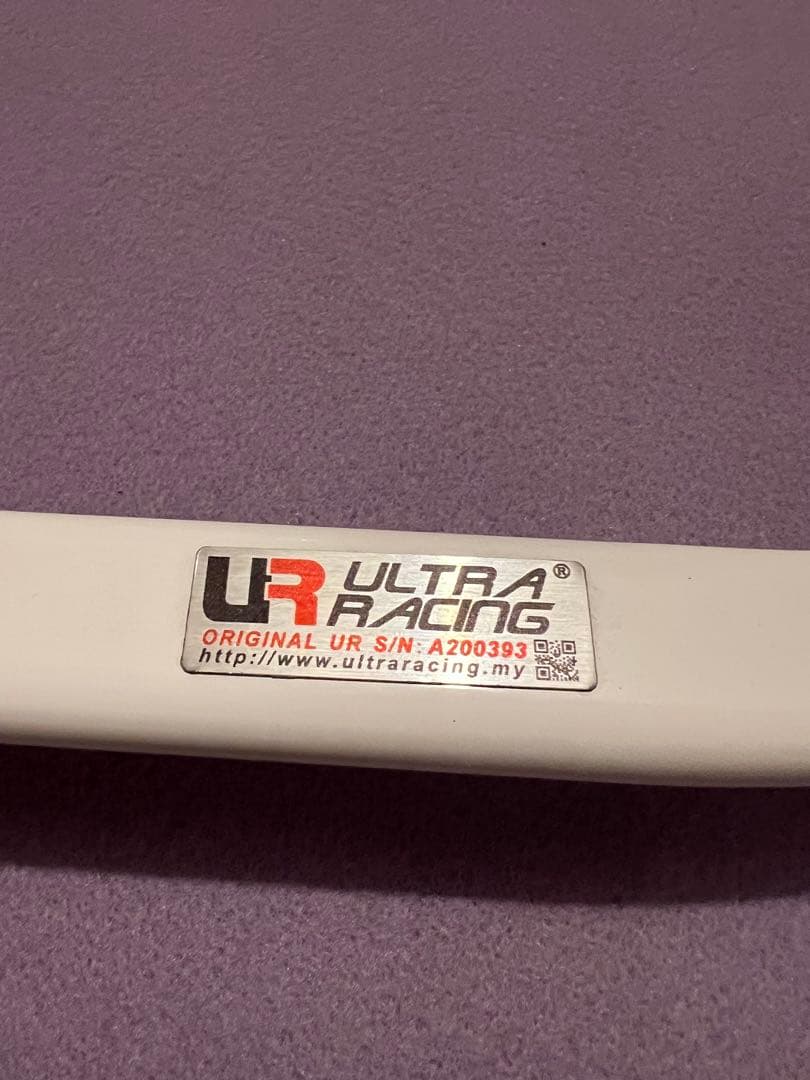 UR ULTRA RACING®
ORIGINAL UR S/N: A200393
http://www.ultraracing.my